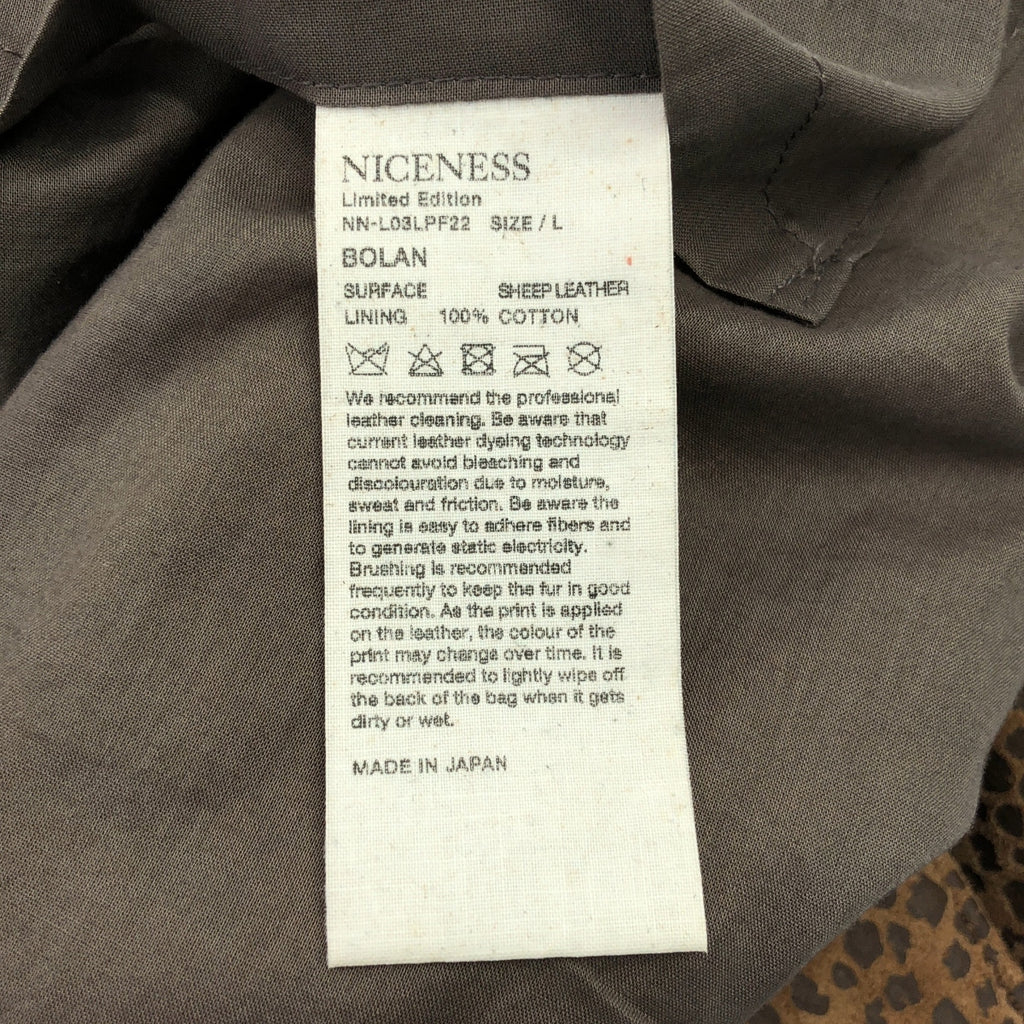 NICENESS
Limited Edition
NN-L03LPF22 SIZE / L
BOLAN
SURFACE SHEEP LEATHER
LINING 100% COTTON
We recommend the professional
leather cleaning. Be aware that
current leather dyeing technology
cannot avoid bleaching and
discolouration due to moisture,
sweat and friction. Be aware the
lining is easy to adhere fibers and
to generate static electricity.
Brushing is recommended
frequently to keep the fur in good
condition. As the print is applied
on the leather, the colour of the
print may change over time. It is
recommended to lightly wipe off
the back of the bag when it gets
dirty or wet.
MADE IN JAPAN